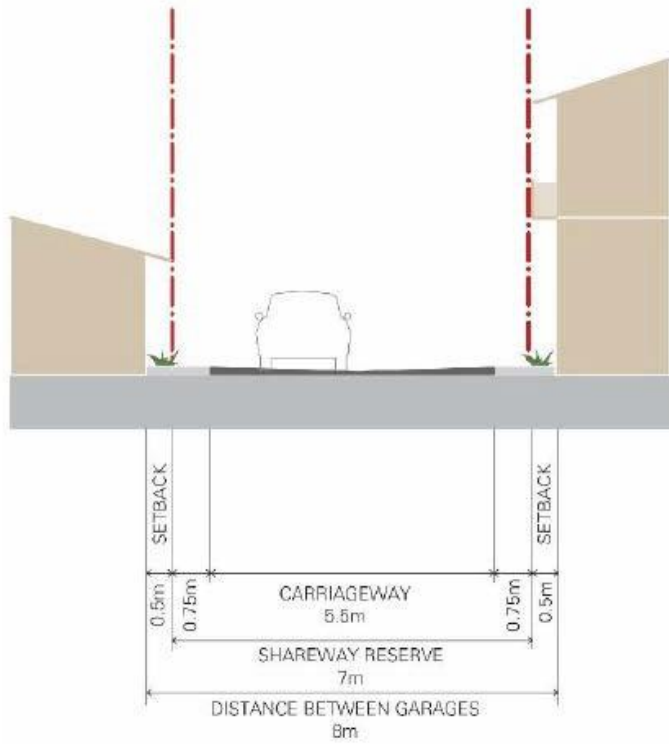 SETBACK
SETBACK
0.5m
0.75m
CARRIAGEWAY
5.5m
0.75m
0.5m
SHAREWAY RESERVE
7m
DISTANCE BETWEEN GARAGES
8m